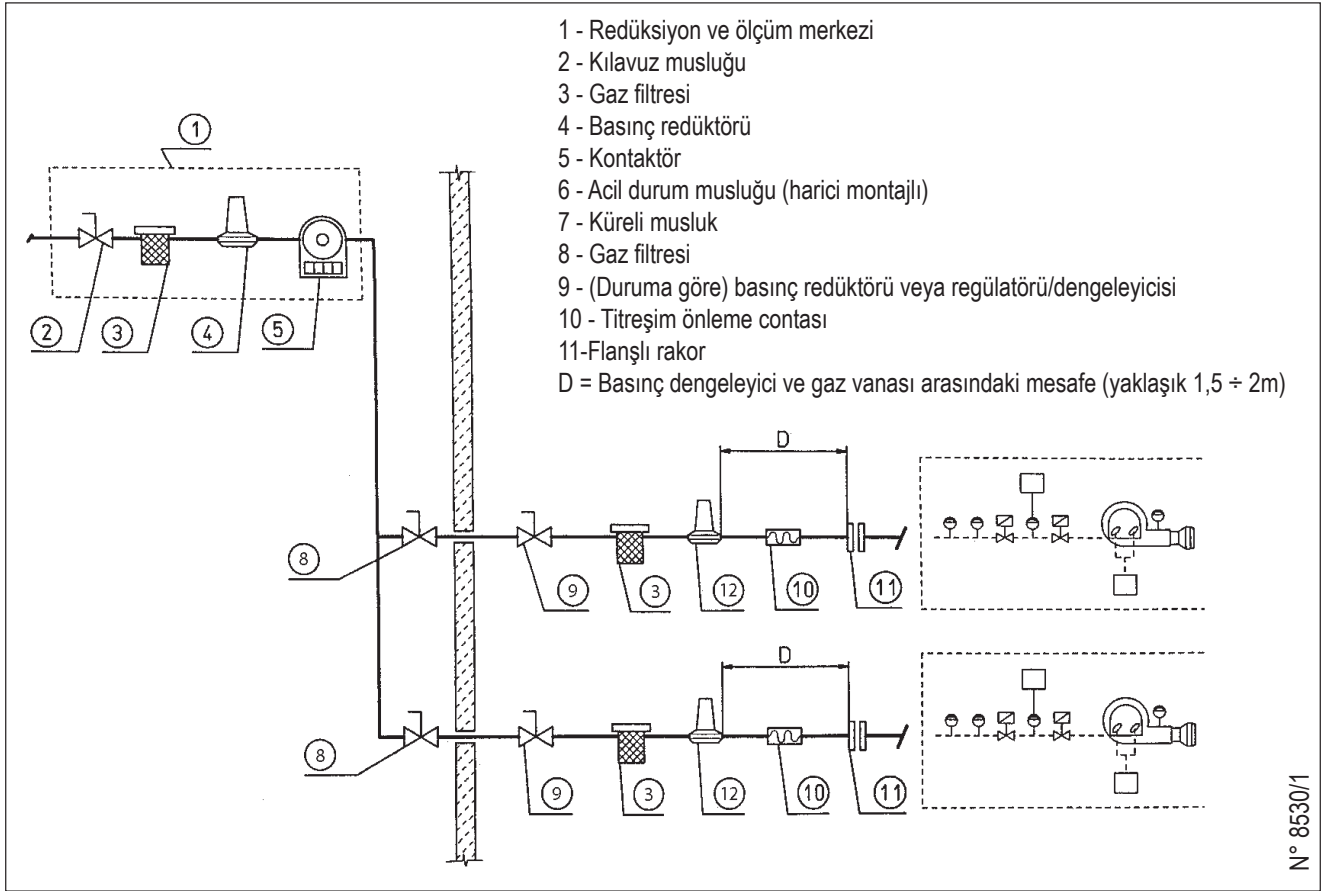 1 - Redüksiyon ve ölçüm merkezi
2 - Kılavuz musluğu
3 - Gaz filtresi
4 - Basınç redüktörü
5 - Kontaktör
6 - Acil durum musluğu (harici montajlı)
7 - Küreli musluk
8 - Gaz filtresi
9 - (Duruma göre) basınç redüktörü veya regülatörü/dengeleyicisi
10 - Titreşim önleme contası
11-Flanşlı rakor
D = Basınç dengeleyici ve gaz vanası arasındaki mesafe (yaklaşık 1,5 ÷ 2m)
1
2 3 4 5
D
8 9 3 12 10 11
D
8 9 3 12 10 11
N° 8530/1